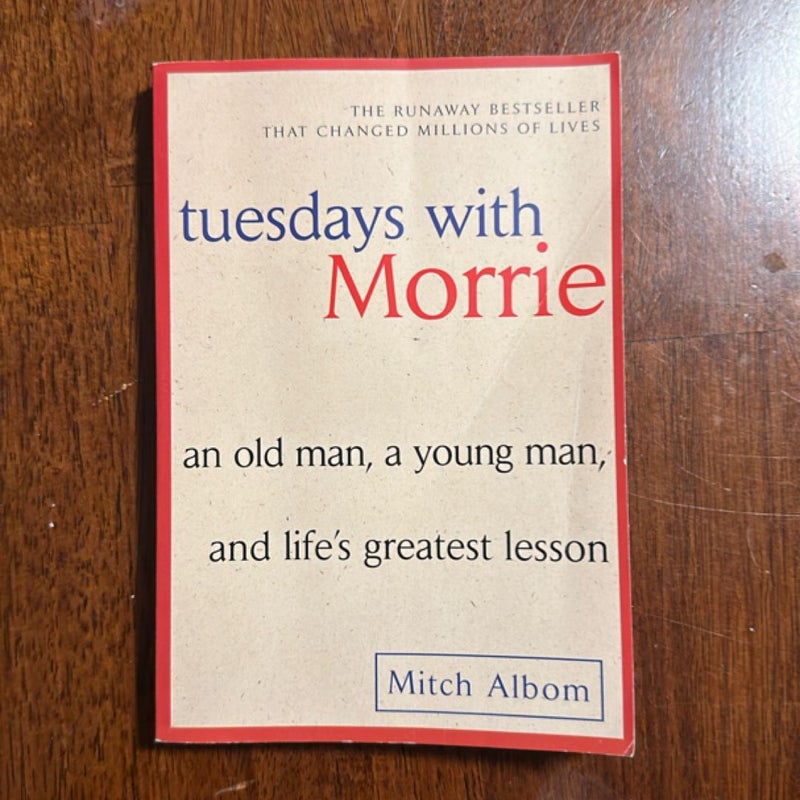 THE RUNAWAY BESTSELLER
THAT CHANGED MILLIONS OF LIVES
tuesdays with
Morrie
an old man, a young man,
and life's greatest lesson
Mitch Albom